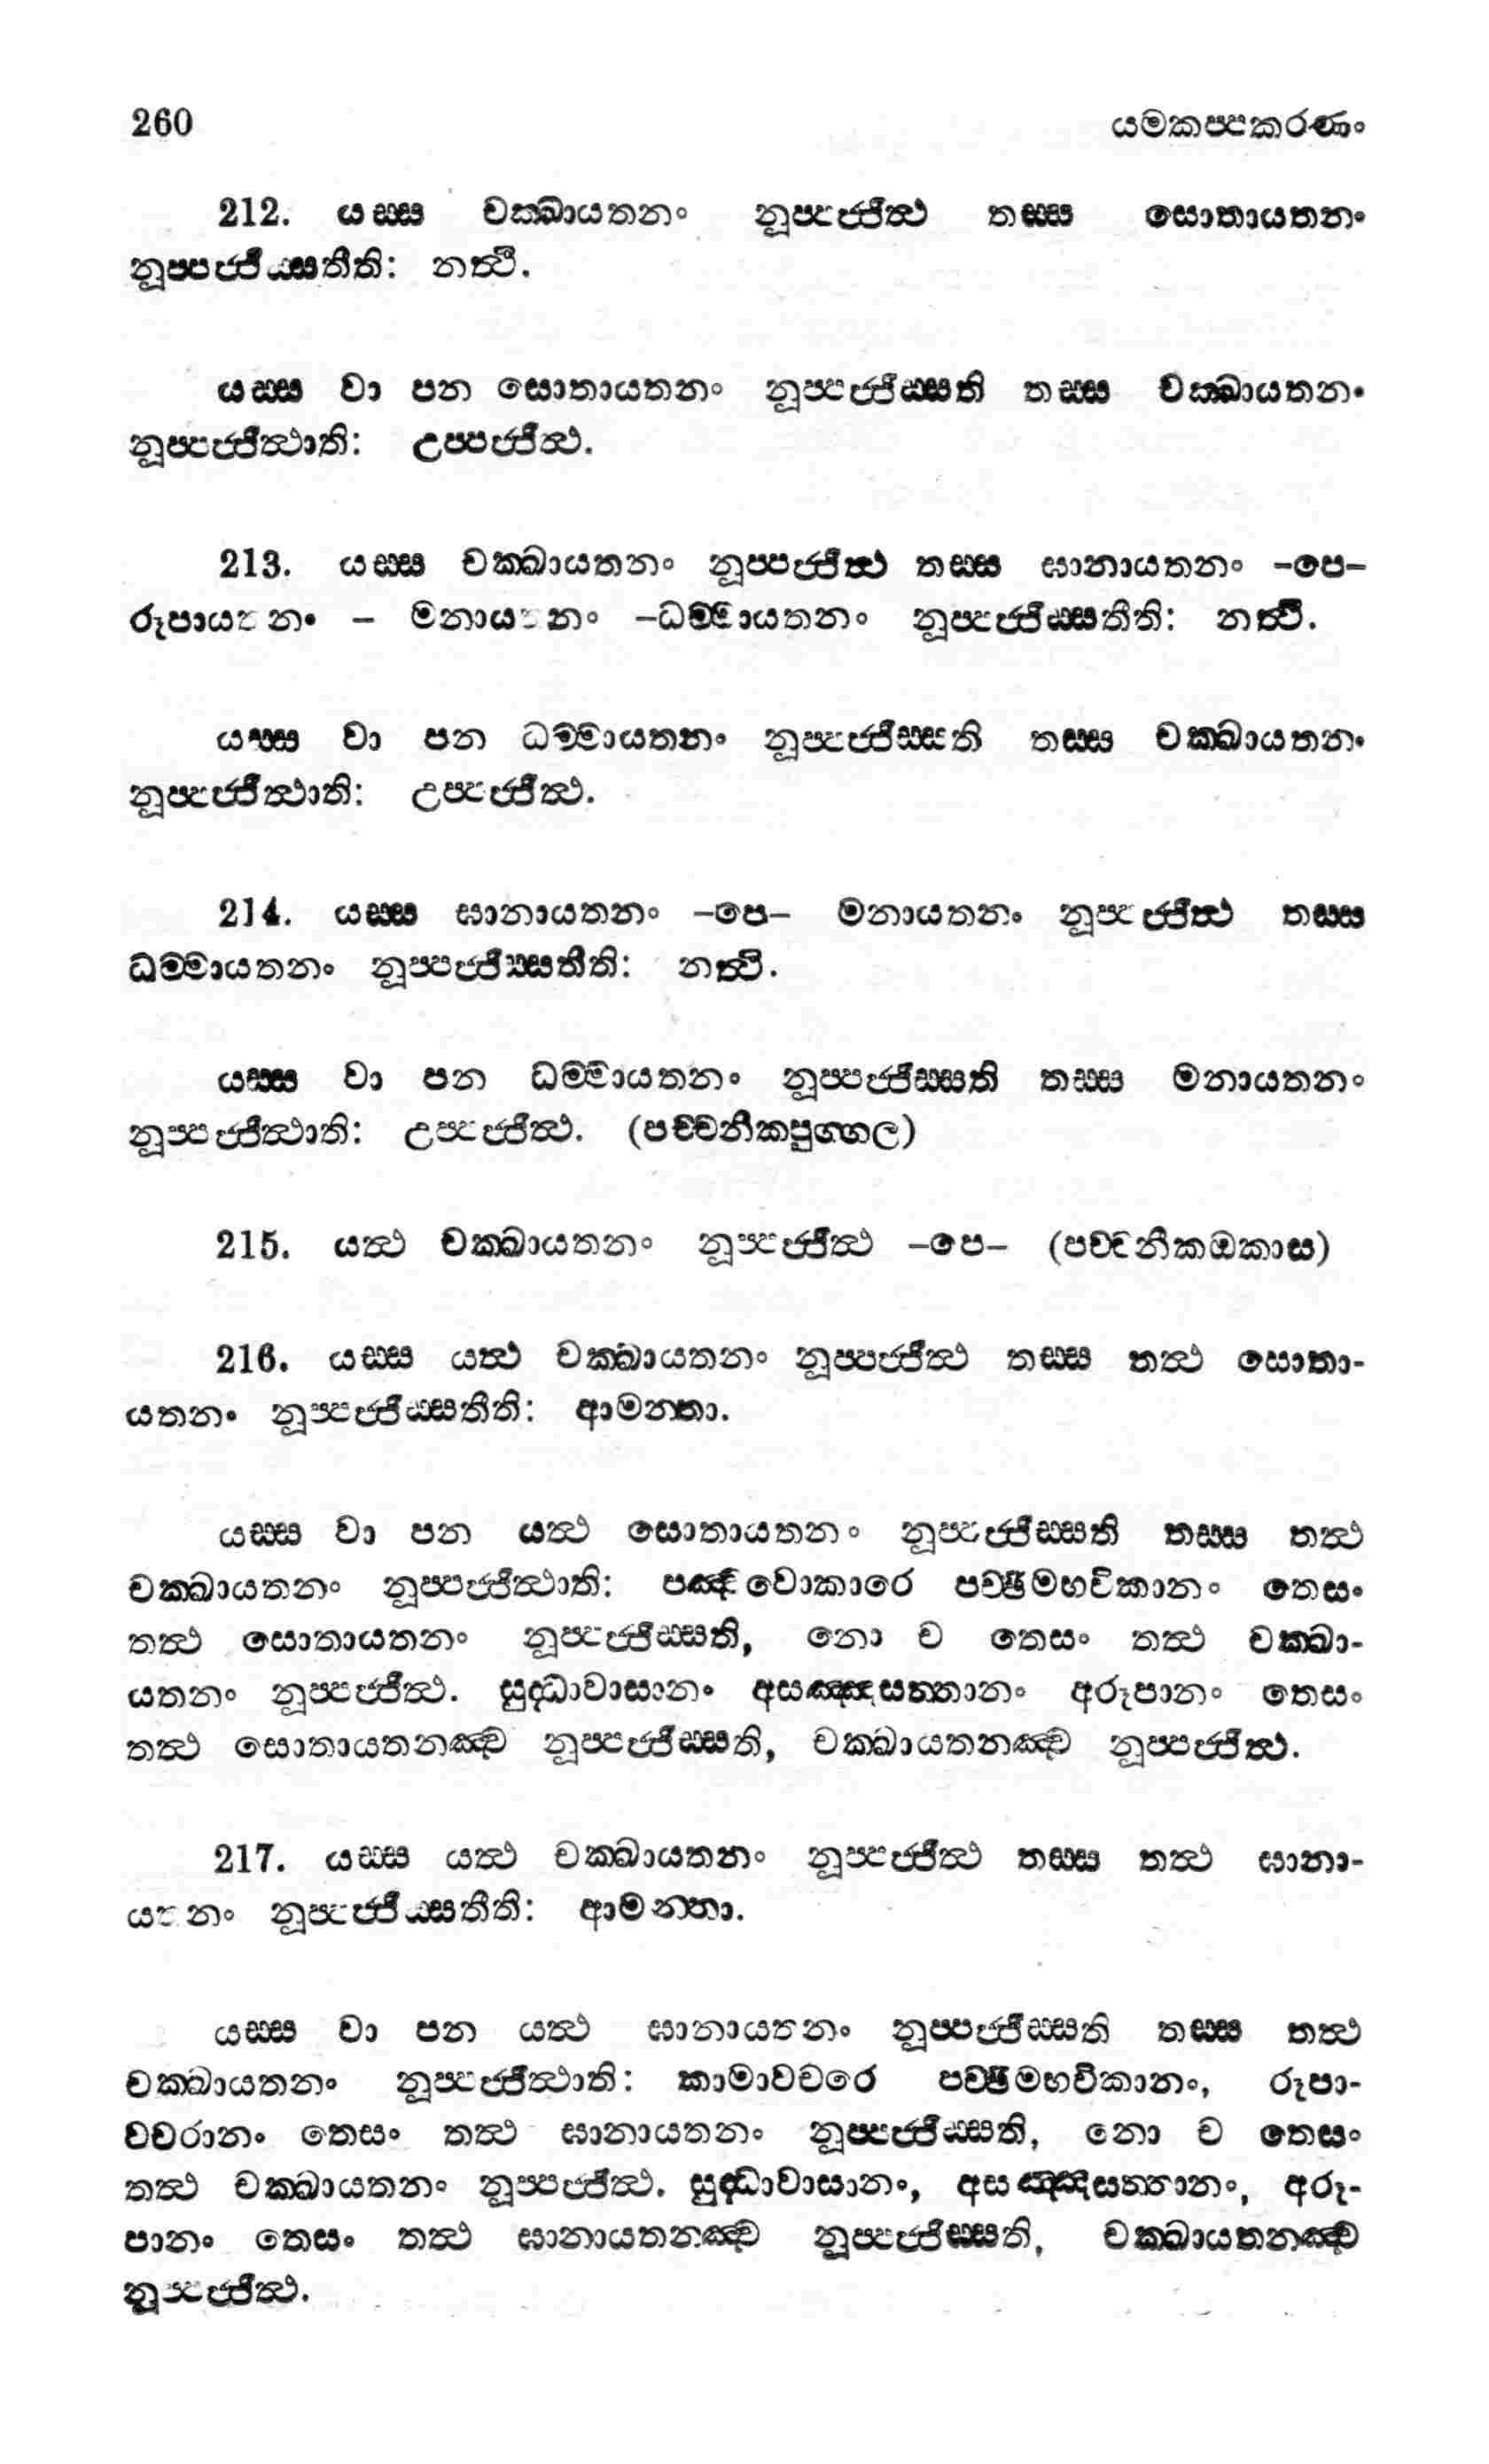 260 යමකප්පකරණං
212. යස්ස චක්ඛායතනං නූප්පජ්ජිත්ථ තස්ස සොතායතනං
නූප්පජ්ජිස්සතීති: නත්ථි.
යස්ස වා පන සොතායතනං නූප්පජ්ජිස්සති තස්ස චක්ඛායතනං
නූප්පජ්ජිත්ථාති: උප්පජ්ජිත්ථ.
213. යස්ස චක්ඛායතනං නූප්පජ්ජිත්ථ තස්ස ඝානායතනං -පෙ-
රූපායතනං - මනායතනං -ධම්මායතනං නූප්පජ්ජිස්සතීති: නත්ථි.
යස්ස වා පන ධම්මායතනං නූප්පජ්ජිස්සති තස්ස චක්ඛායතනං
නූප්පජ්ජිත්ථාති: උප්පජ්ජිත්ථ.
214. යස්ස ඝානායතනං -පෙ- මනායතනං නූප්පජ්ජිත්ථ තස්ස
ධම්මායතනං නූප්පජ්ජිස්සතීති: නත්ථි.
යස්ස වා පන ධම්මායතනං නූප්පජ්ජිස්සති තස්ස මනායතනං
නූප්පජ්ජිත්ථාති: උප්පජ්ජිත්ථ. (පච්චනීකපුග්ගල)
215. යත්ථ චක්ඛායතනං නූප්පජ්ජිත්ථ -පෙ- (පච්චනීකඔකාස)
216. යස්ස යත්ථ චක්ඛායතනං නූප්පජ්ජිත්ථ තස්ස තත්ථ සොතා-
යතනං නූප්පජ්ජිස්සතීති: ආමන්තා.
යස්ස වා පන යත්ථ සොතායතනං නූප්පජ්ජිස්සති තස්ස තත්ථ
චක්ඛායතනං නූප්පජ්ජිත්ථාති: පඤ්චවොකාරෙ පච්ඡිමභවිකානං තෙසං
තත්ථ සොතායතනං නූප්පජ්ජිස්සති, නො ච තෙසං තත්ථ චක්ඛා-
යතනං නූප්පජ්ජිත්ථ. සුද්ධාවාසානං අසඤ්ඤසත්තානං අරූපානං තෙසං
තත්ථ සොතායතනඤ්ච නූප්පජ්ජිස්සති, චක්ඛායතනඤ්ච නූප්පජ්ජිත්ථ.
217. යස්ස යත්ථ චක්ඛායතනං නූප්පජ්ජිත්ථ තස්ස තත්ථ ඝානා-
යතනං නූප්පජ්ජිස්සතීති: ආමන්තා.
යස්ස වා පන යත්ථ ඝානායතනං නූප්පජ්ජිස්සති තස්ස තත්ථ
චක්ඛායතනං නූප්පජ්ජිත්ථාති: කාමාවචරෙ පච්ඡිමභවිකානං, රූපා-
වචරානං තෙසං තත්ථ ඝානායතනං නූප්පජ්ජිස්සති, නො ච තෙසං
තත්ථ චක්ඛායතනං නූප්පජ්ජිත්ථ. සුද්ධාවාසානං, අසඤ්ඤසත්තානං, අරූ-
පානං තෙසං තත්ථ ඝානායතනඤ්ච නූප්පජ්ජිස්සති, චක්ඛායතනඤ්ච
නූප්පජ්ජිත්ථ.